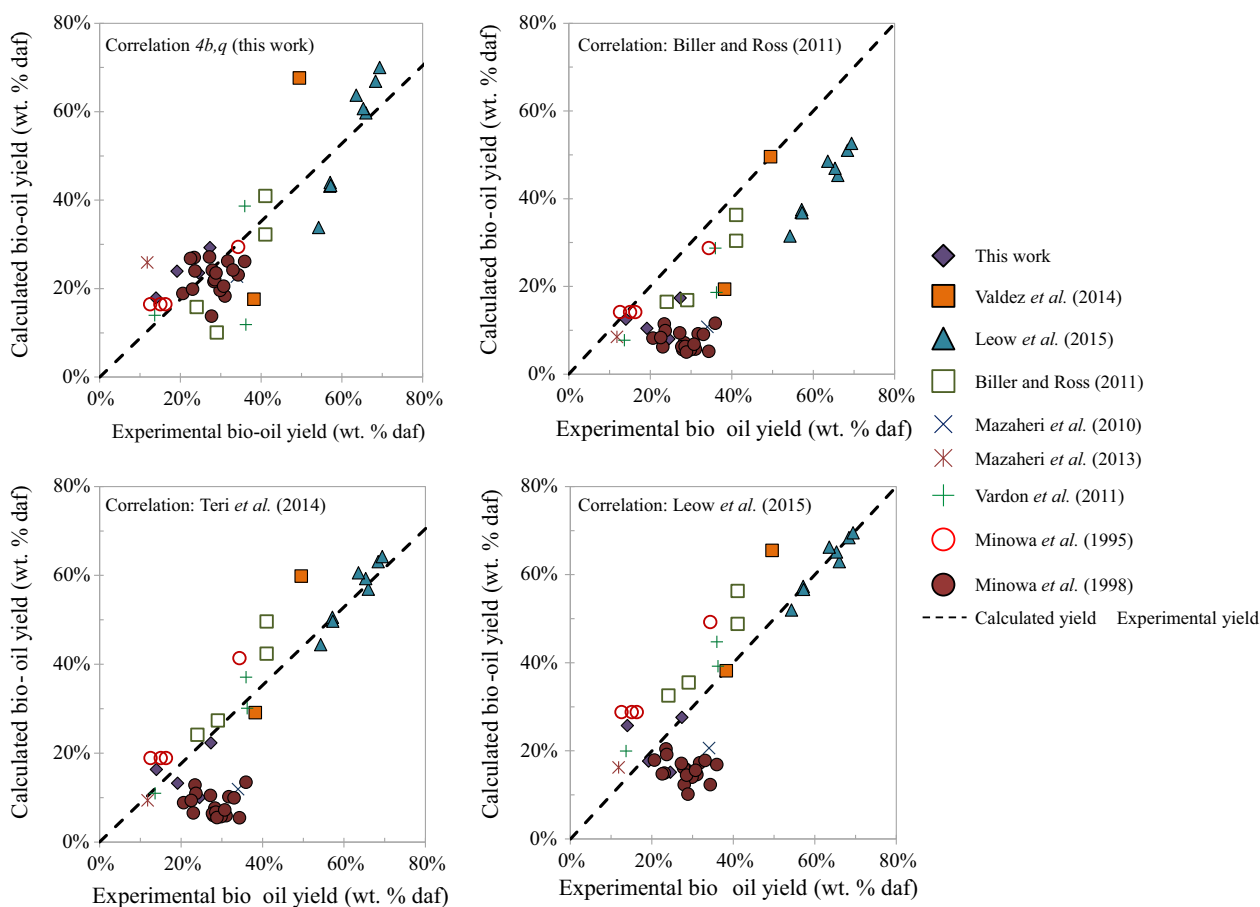 Calculated bio-oil yield (wt. % daf)
80%
60%
40%
20%
0%
Correlation 4b,q (this work)
0% 20% 40% 60% 80%
Experimental bio-oil yield (wt. % daf)
Calculated bio-oil yield (wt. % daf)
80%
60%
40%
20%
0%
Correlation: Biller and Ross (2011)
0% 20% 40% 60% 80%
Experimental bio oil yield (wt. % daf)
Calculated bio- oil yield (wt. % daf)
80%
60%
40%
20%
0%
Correlation: Teri et al. (2014)
0% 20% 40% 60% 80%
Experimental bio oil yield (wt. % daf)
Calculated bio-oil yield (wt. % daf)
80%
60%
40%
20%
0%
Correlation: Leow et al. (2015)
0% 20% 40% 60% 80%
Experimental bio oil yield (wt. % daf)
This work
Valdez et al. (2014)
Leow et al. (2015)
Biller and Ross (2011)
Mazaheri et al. (2010)
Mazaheri et al. (2013)
Vardon et al. (2011)
Minowa et al. (1995)
Minowa et al. (1998)
Calculated yield Experimental yield